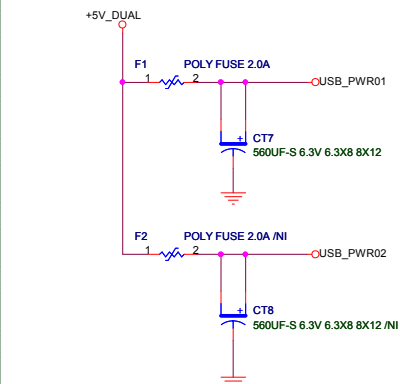 +5V_DUAL
F1 POLY FUSE 2.0A
1 2
USB_PWR01
+ CT7
560UF-S 6.3V 6.3X8 8X12
F2 POLY FUSE 2.0A /NI
1 2
USB_PWR02
+ CT8
560UF-S 6.3V 6.3X8 8X12 /NI